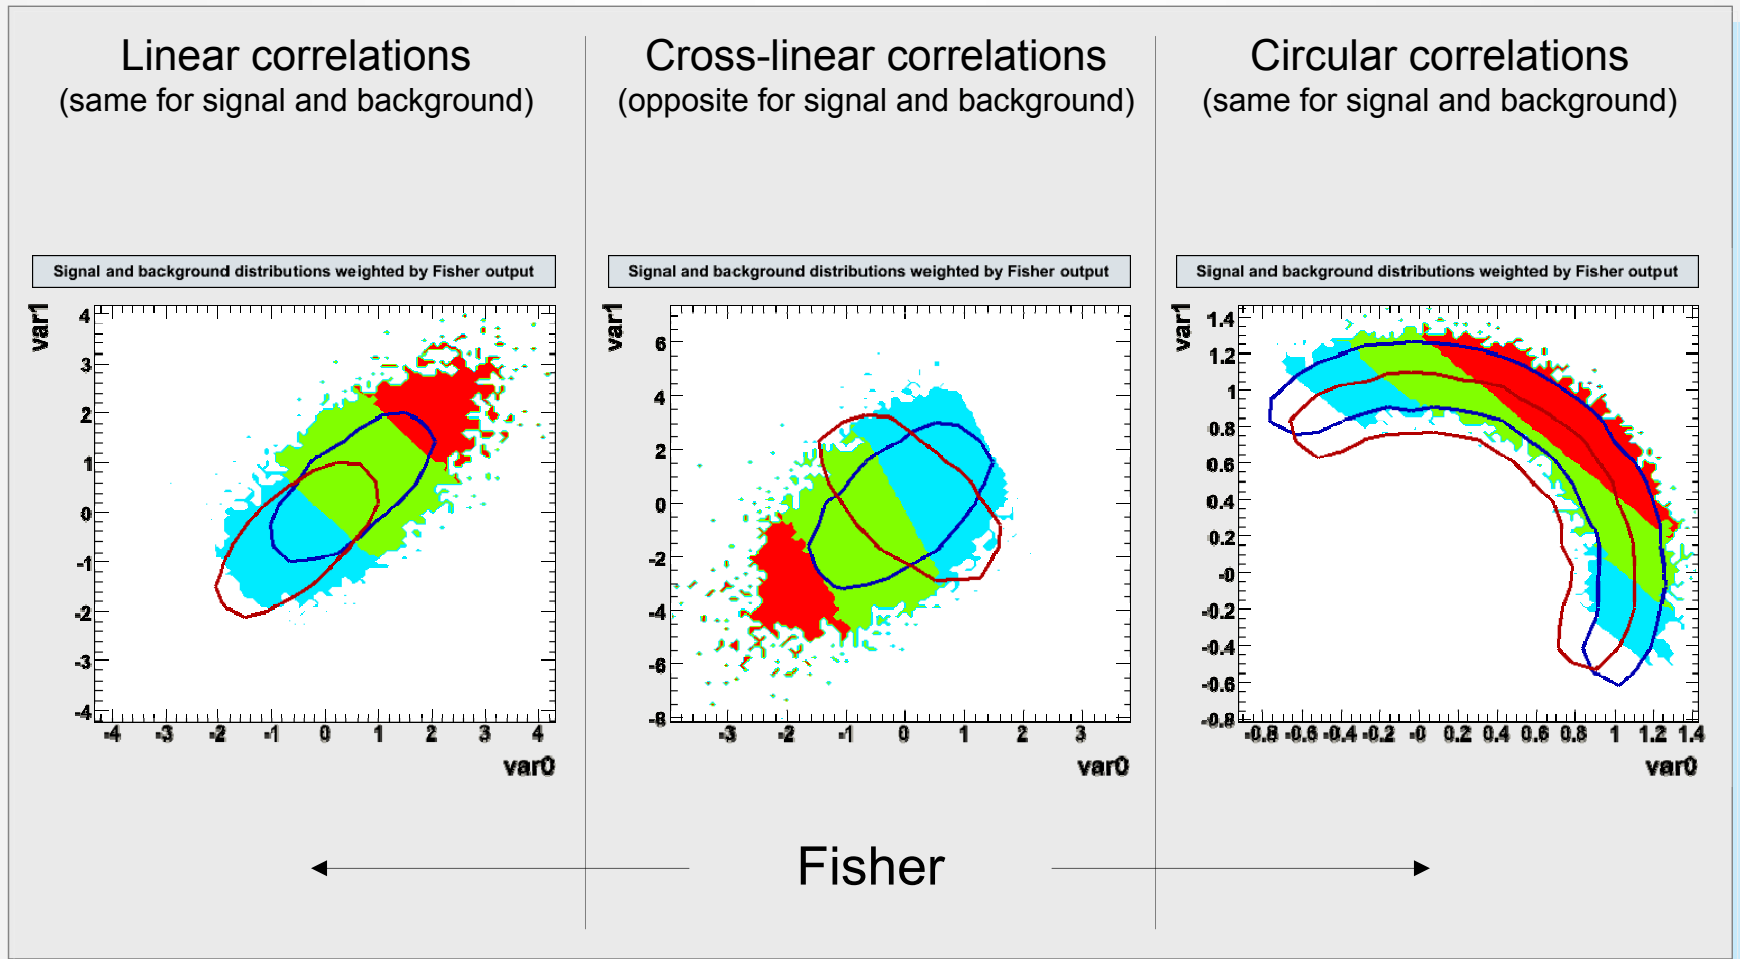 Linear correlations
(same for signal and background)
Cross-linear correlations
(opposite for signal and background)
Circular correlations
(same for signal and background)
Signal and background distributions weighted by Fisher output
var1
4
3
2
1
0
-1
-2
-3
-4
-4 -3 -2 -1 0 1 2 3 4
var0
Signal and background distributions weighted by Fisher output
var1
6
4
2
0
-2
-4
-6
-8
-3 -2 -1 0 1 2 3
var0
Signal and background distributions weighted by Fisher output
var1
1.4
1.2
1
0.8
0.6
0.4
0.2
-0
-0.2
-0.4
-0.6
-0.8
-0.8 -0.6 -0.4 -0.2 -0 0.2 0.4 0.6 0.8 1 1.2 1.4
var0
Fisher